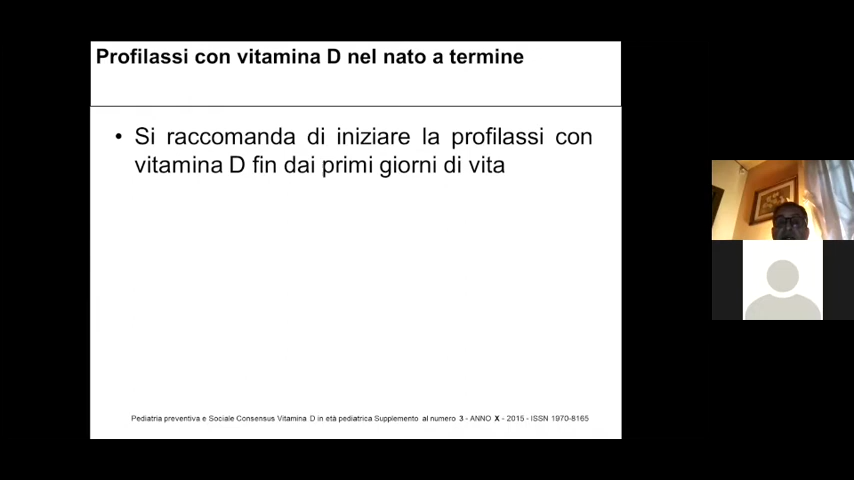 Profilassi con vitamina D nel nato a termine
• Si raccomanda di iniziare la profilassi con
vitamina D fin dai primi giorni di vita
Pediatria preventiva e Sociale Consensus Vitamina D in età pediatrica Supplemento al numero 3 - ANNO X - 2015 - ISSN 1970-8165